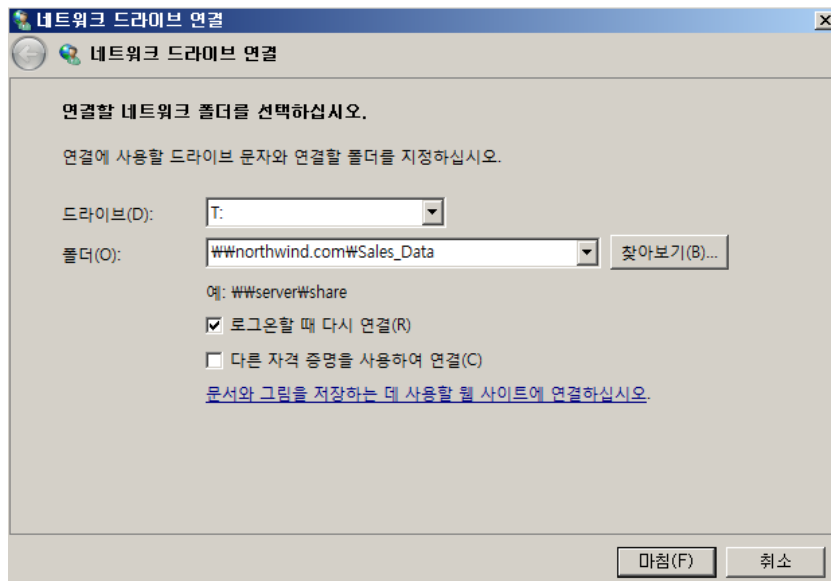 네트워크 드라이브 연결
네트워크 드라이브 연결
연결할 네트워크 폴더를 선택하십시오.
연결에 사용할 드라이브 문자와 연결할 폴더를 지정하십시오.
드라이브(D): T:
폴더(O): ₩₩northwind.com₩Sales_Data 찾아보기(B)...
예: ₩₩server₩share
로그온할 때 다시 연결(R)
다른 자격 증명을 사용하여 연결(C)
문서와 그림을 저장하는 데 사용할 웹 사이트에 연결하십시오.
마침(F) 취소